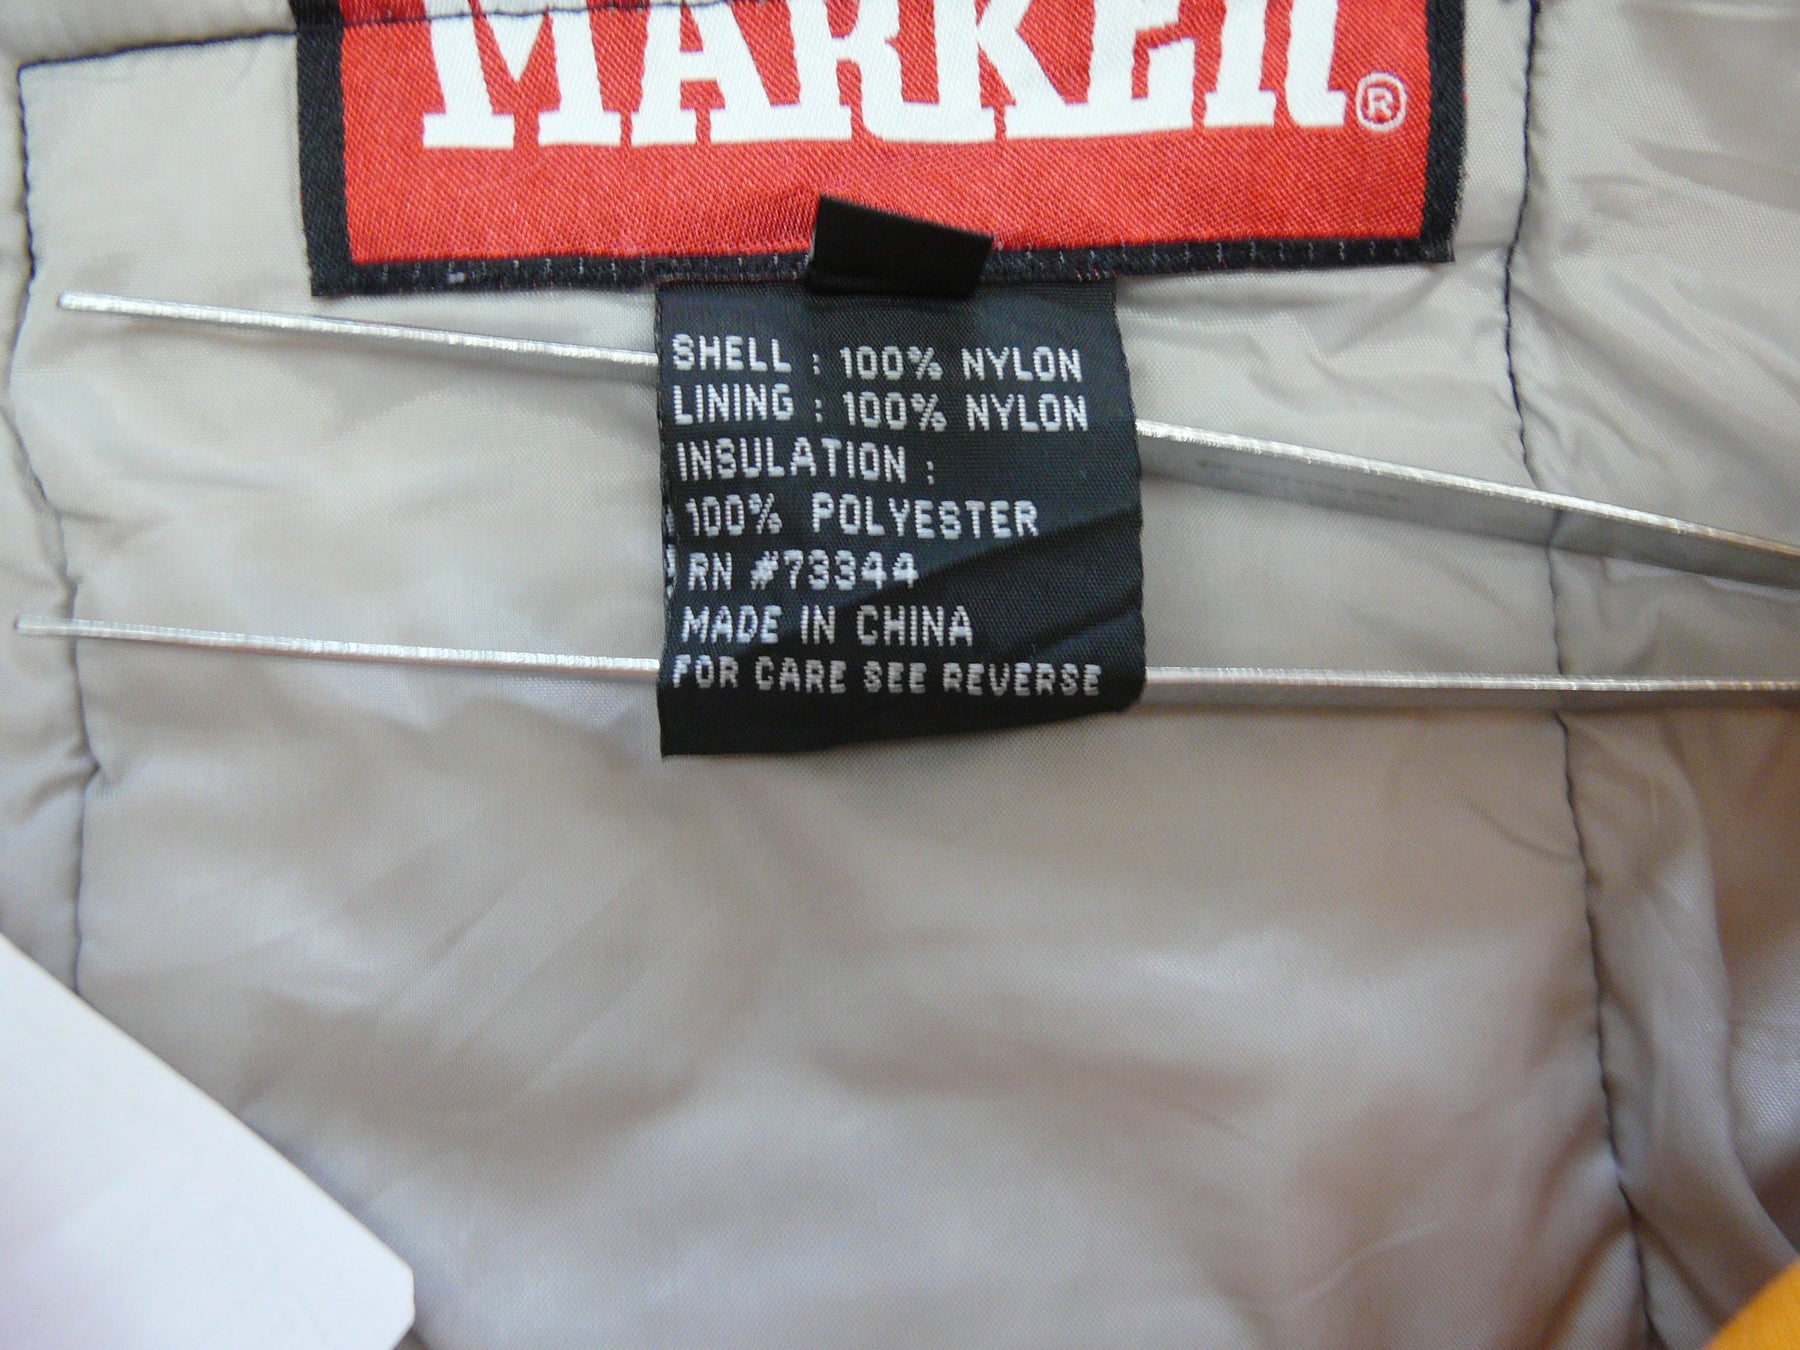 MARKER®
SHELL : 100% NYLON
LINING : 100% NYLON
INSULATION :
100% POLYESTER
RN #73344
MADE IN CHINA
FOR CARE SEE REVERSE